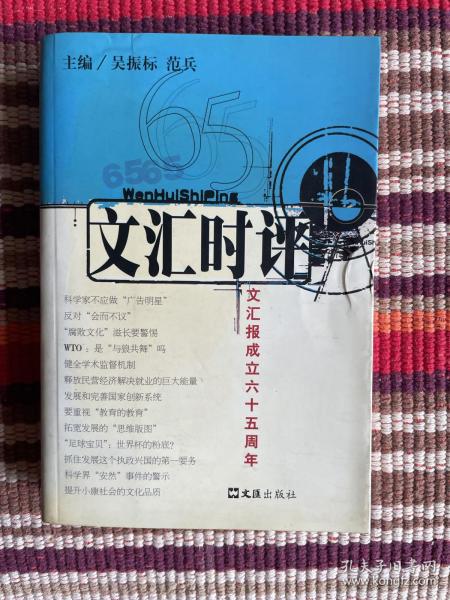 主编/吴振标 范兵
65
6565
WenHuiShiPing
文汇时评
文汇报成立六十五周年
科学家不应做“广告明星”
反对“会而不议”
“腐败文化”滋长要警惕
WTO：是“与狼共舞”吗
健全学术监督机制
释放民营经济解决就业的巨大能量
发展和完善国家创新系统
要重视“教育的教育”
拓宽发展的“思维版图”
“足球宝贝”：世界杯的粉底？
抓住发展这个执政兴国的第一要务
科学界“安然”事件的警示
提升小康社会的文化品质
文匯出版社
孔夫子旧书网